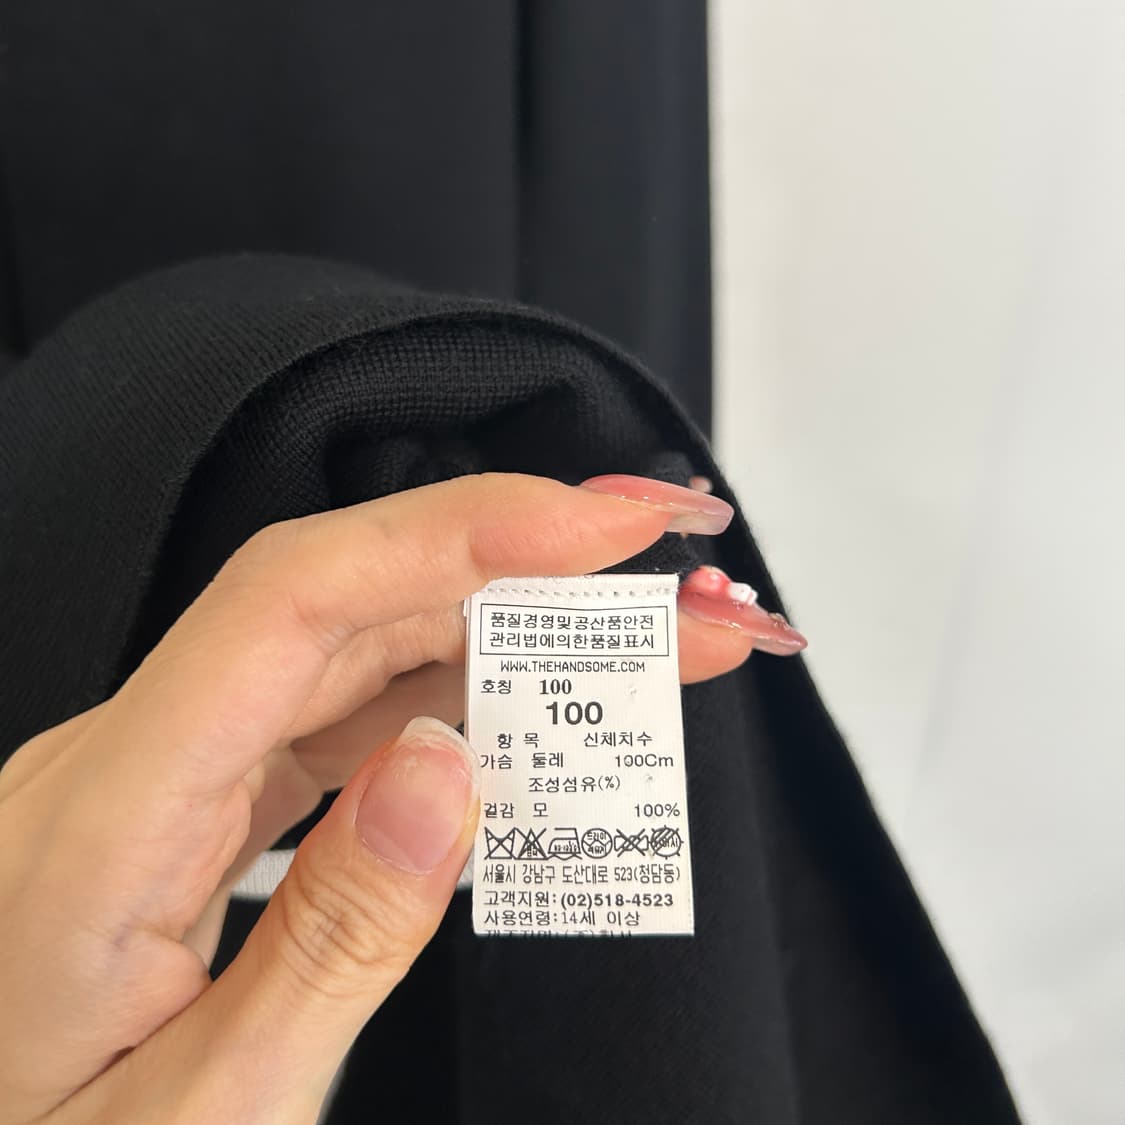 품질경영및공산품안전
관리법에의한품질표시
WWW.THEHANDSOME.COM
호칭 100
100
항 목 신체치수
가슴 둘레 100Cm
조성섬유(%)
겉감 모 100%
드라이
서울시 강남구 도산대로 523(청담동)
고객지원:(02)518-4523
사용연령:14세 이상